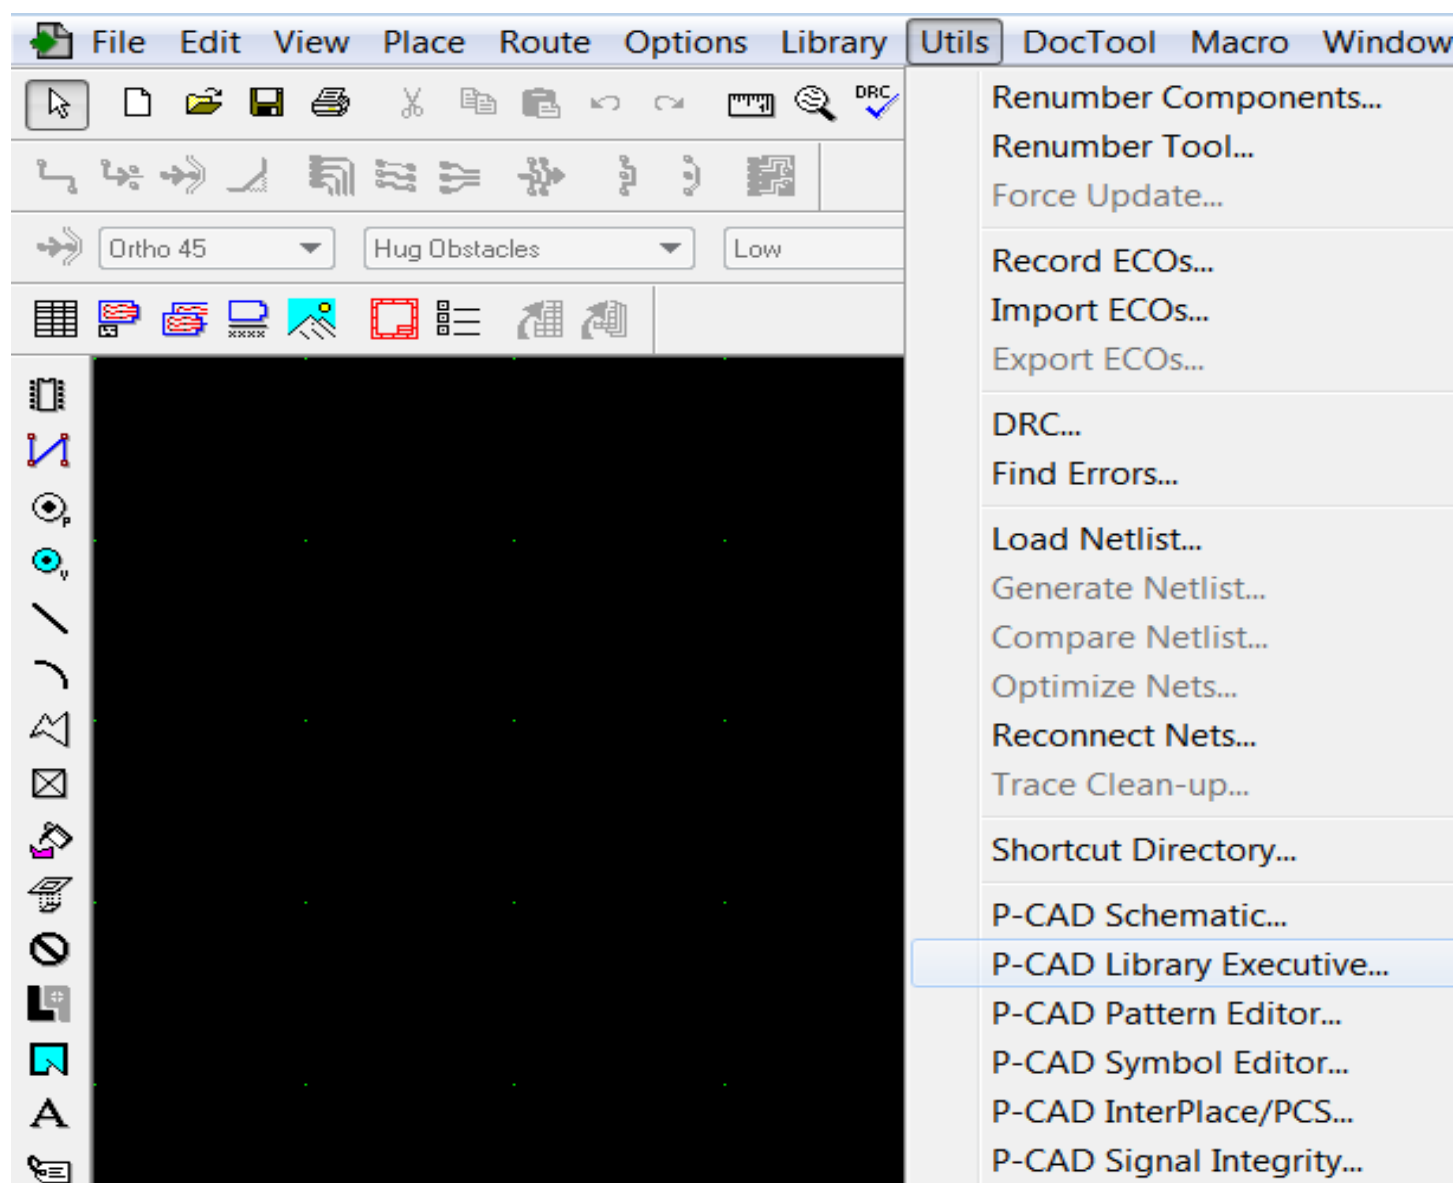 File Edit View Place Route Options Library Utils DocTool Macro Window
DRC
Ortho 45 Hug Obstacles Low
Renumber Components...
Renumber Tool...
Force Update...
Record ECOs...
Import ECOs...
Export ECOs...
DRC...
Find Errors...
Load Netlist...
Generate Netlist...
Compare Netlist...
Optimize Nets...
Reconnect Nets...
Trace Clean-up...
Shortcut Directory...
P-CAD Schematic...
P-CAD Library Executive...
P-CAD Pattern Editor...
P-CAD Symbol Editor...
P-CAD InterPlace/PCS...
P-CAD Signal Integrity...
P
V
A